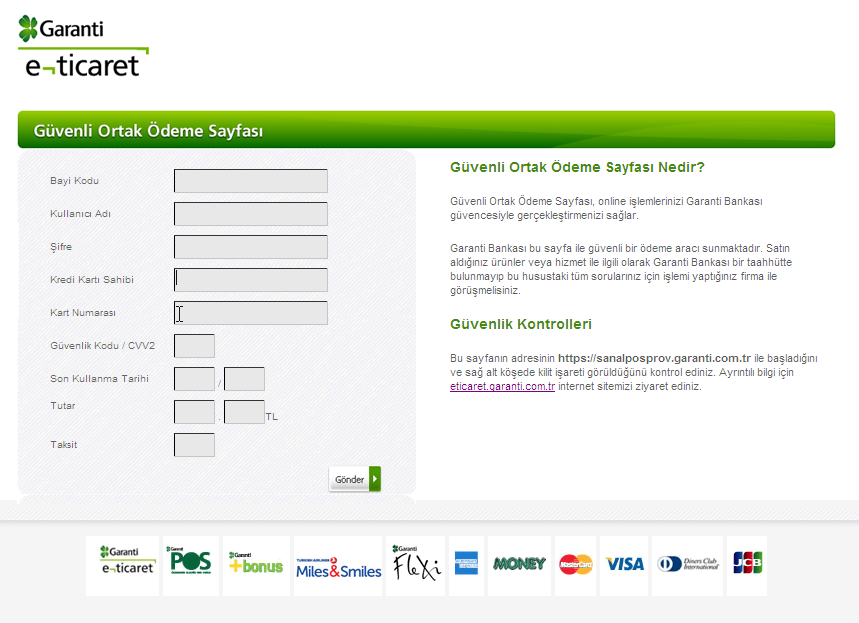 Garanti
e-ticaret
Güvenli Ortak Ödeme Sayfası
Bayi Kodu
Kullanıcı Adı
Şifre
Kredi Kartı Sahibi
Kart Numarası
Güvenlik Kodu / CVV2
Son Kullanma Tarihi
/
Tutar
. TL
Taksit
Gönder
Güvenli Ortak Ödeme Sayfası Nedir?
Güvenli Ortak Ödeme Sayfası, online işlemlerinizi Garanti Bankası
güvencesiyle gerçekleştirmenizi sağlar.
Garanti Bankası bu sayfa ile güvenli bir ödeme aracı sunmaktadır. Satın
aldığınız ürünler veya hizmet ile ilgili olarak Garanti Bankası bir taahhütte
bulunmayıp bu husustaki tüm sorularınız için işlemi yaptığınız firma ile
görüşmelisiniz.
Güvenlik Kontrolleri
Bu sayfanın adresinin https://sanalposprov.garanti.com.tr ile başladığını
ve sağ alt köşede kilit işareti görüldüğünü kontrol ediniz. Ayrıntılı bilgi için
eticaret.garanti.com.tr internet sitemizi ziyaret ediniz.
Garanti
e-ticaret
Garanti
POS
Garanti
+bonus
TURKISH AIRLINES
Miles&Smiles
Garanti
Flexi
MONEY
MasterCard
VISA
Diners Club
International
JCB